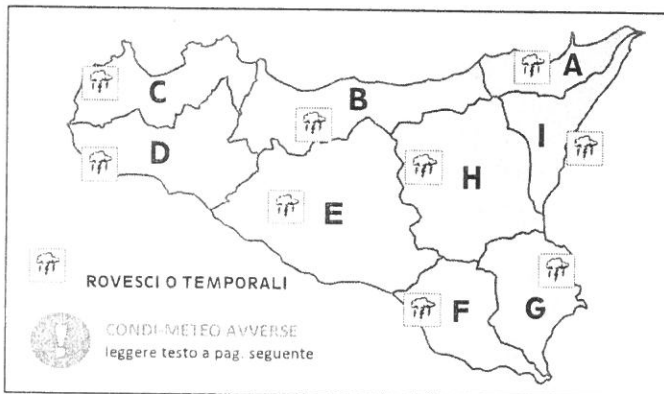 A
C
B
I
D
H
E
ROVESCI O TEMPORALI
F
G
CONDI-METEO AVVERSE
leggere testo a pag. seguente